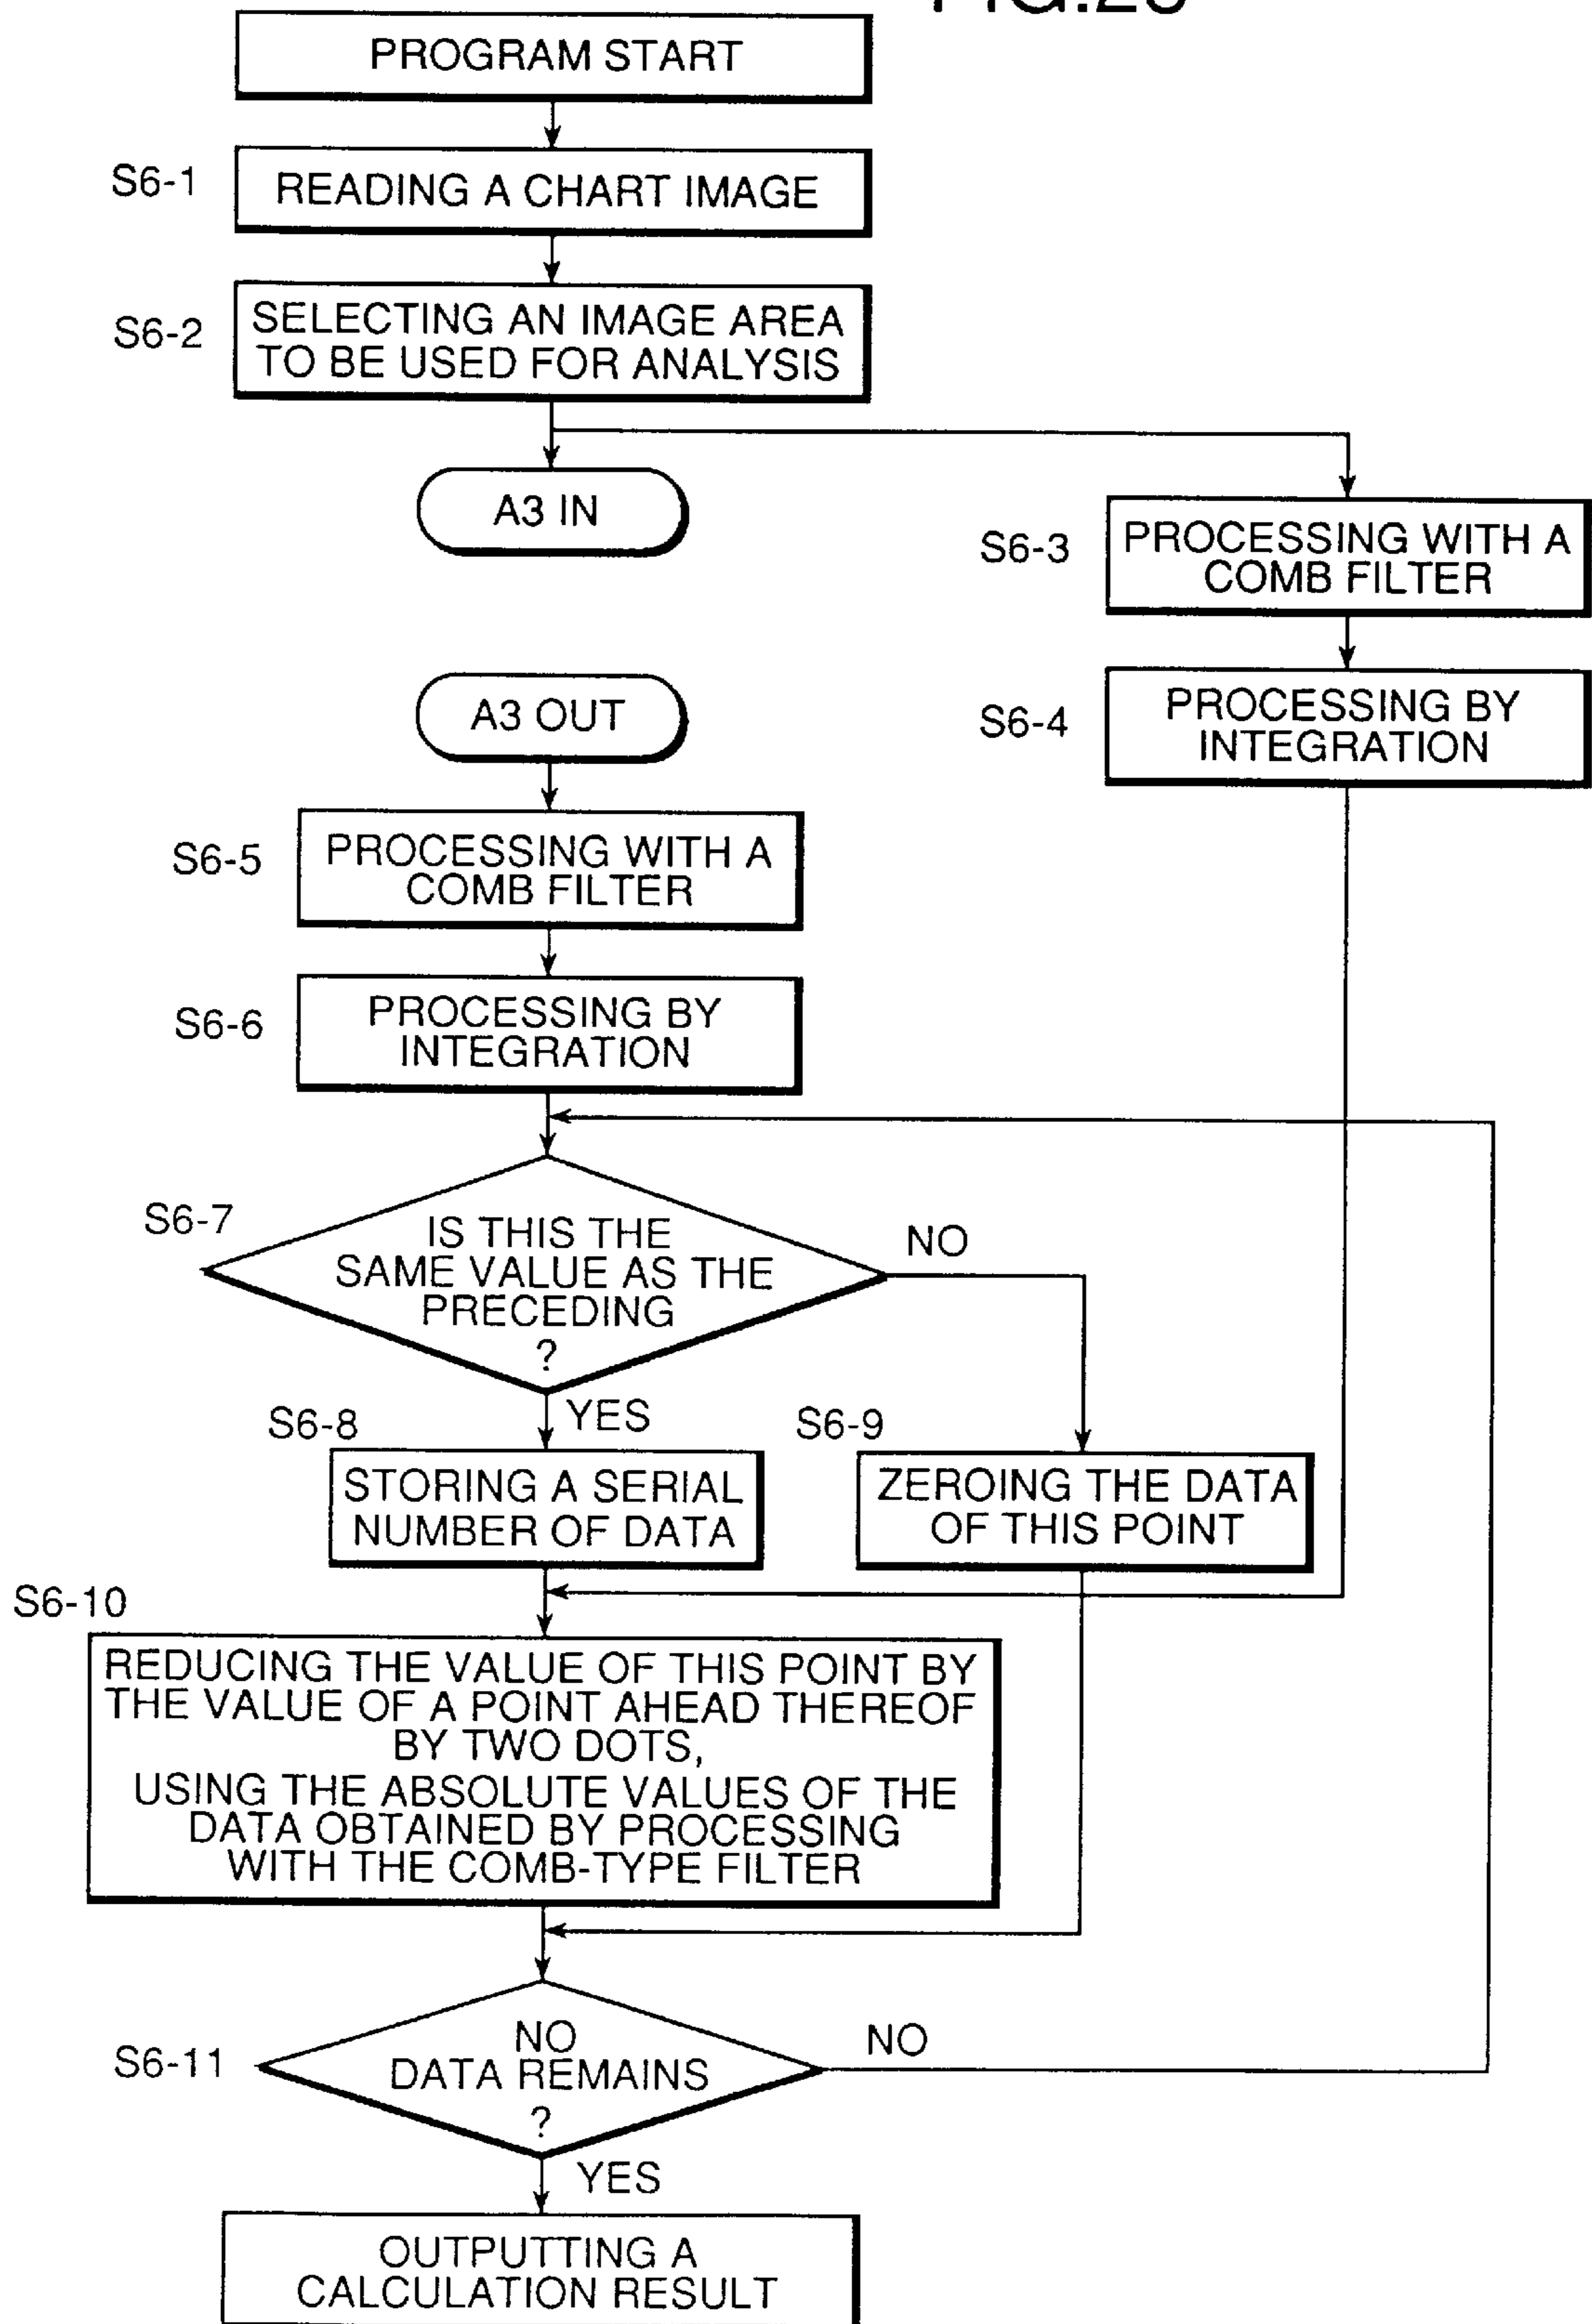 PROGRAM START
S6-1
READING A CHART IMAGE
S6-2
SELECTING AN IMAGE AREA
TO BE USED FOR ANALYSIS
A3 IN
S6-3
PROCESSING WITH A
COMB FILTER
S6-4
PROCESSING BY
INTEGRATION
A3 OUT
S6-5
PROCESSING WITH A
COMB FILTER
S6-6
PROCESSING BY
INTEGRATION
S6-7
IS THIS THE
SAME VALUE AS THE
PRECEDING
?
NO
YES
S6-8
STORING A SERIAL
NUMBER OF DATA
S6-9
ZEROING THE DATA
OF THIS POINT
S6-10
REDUCING THE VALUE OF THIS POINT BY
THE VALUE OF A POINT AHEAD THEREOF
BY TWO DOTS,
USING THE ABSOLUTE VALUES OF THE
DATA OBTAINED BY PROCESSING
WITH THE COMB-TYPE FILTER
S6-11
NO
DATA REMAINS
?
NO
YES
OUTPUTTING A
CALCULATION RESULT